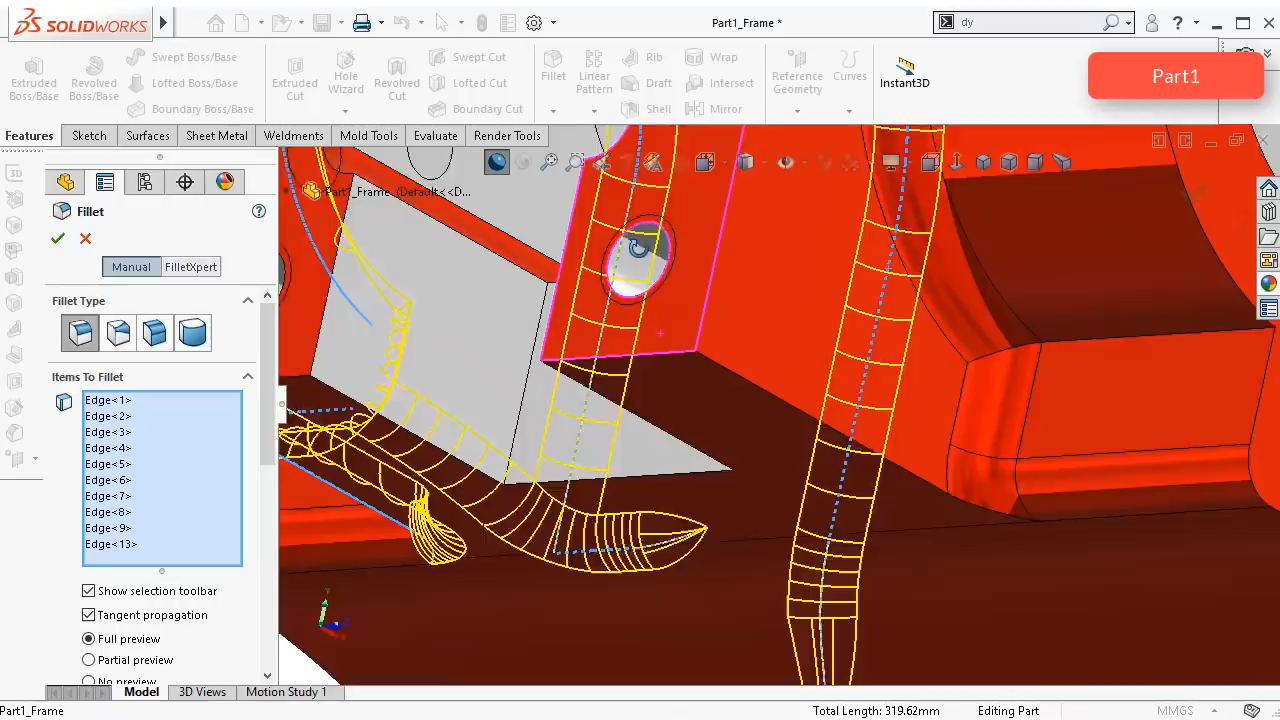 SOLIDWORKS
Part1_Frame *
dy
Extruded Boss/Base
Revolved Boss/Base
Swept Boss/Base
Lofted Boss/Base
Boundary Boss/Base
Extruded Cut
Hole Wizard
Revolved Cut
Swept Cut
Lofted Cut
Boundary Cut
Fillet
Linear Pattern
Rib
Draft
Shell
Wrap
Intersect
Mirror
Reference Geometry
Curves
Instant3D
Part1
Features
Sketch
Surfaces
Weldments
Mold Tools
Evaluate
Render Tools
Part1_Frame (Default<<D...
Fillet
Manual
FilletXpert
Fillet Type
Items To Fillet
Edge<1>
Edge<2>
Edge<3>
Edge<4>
Edge<5>
Edge<6>
Edge<7>
Edge<8>
Edge<9>
Edge<13>
Tangent propagation
Full preview
Partial preview
Model
3D Views
Motion Study 1
Part1_Frame
Total Length: 319.62mm
Editing Part
MMGS